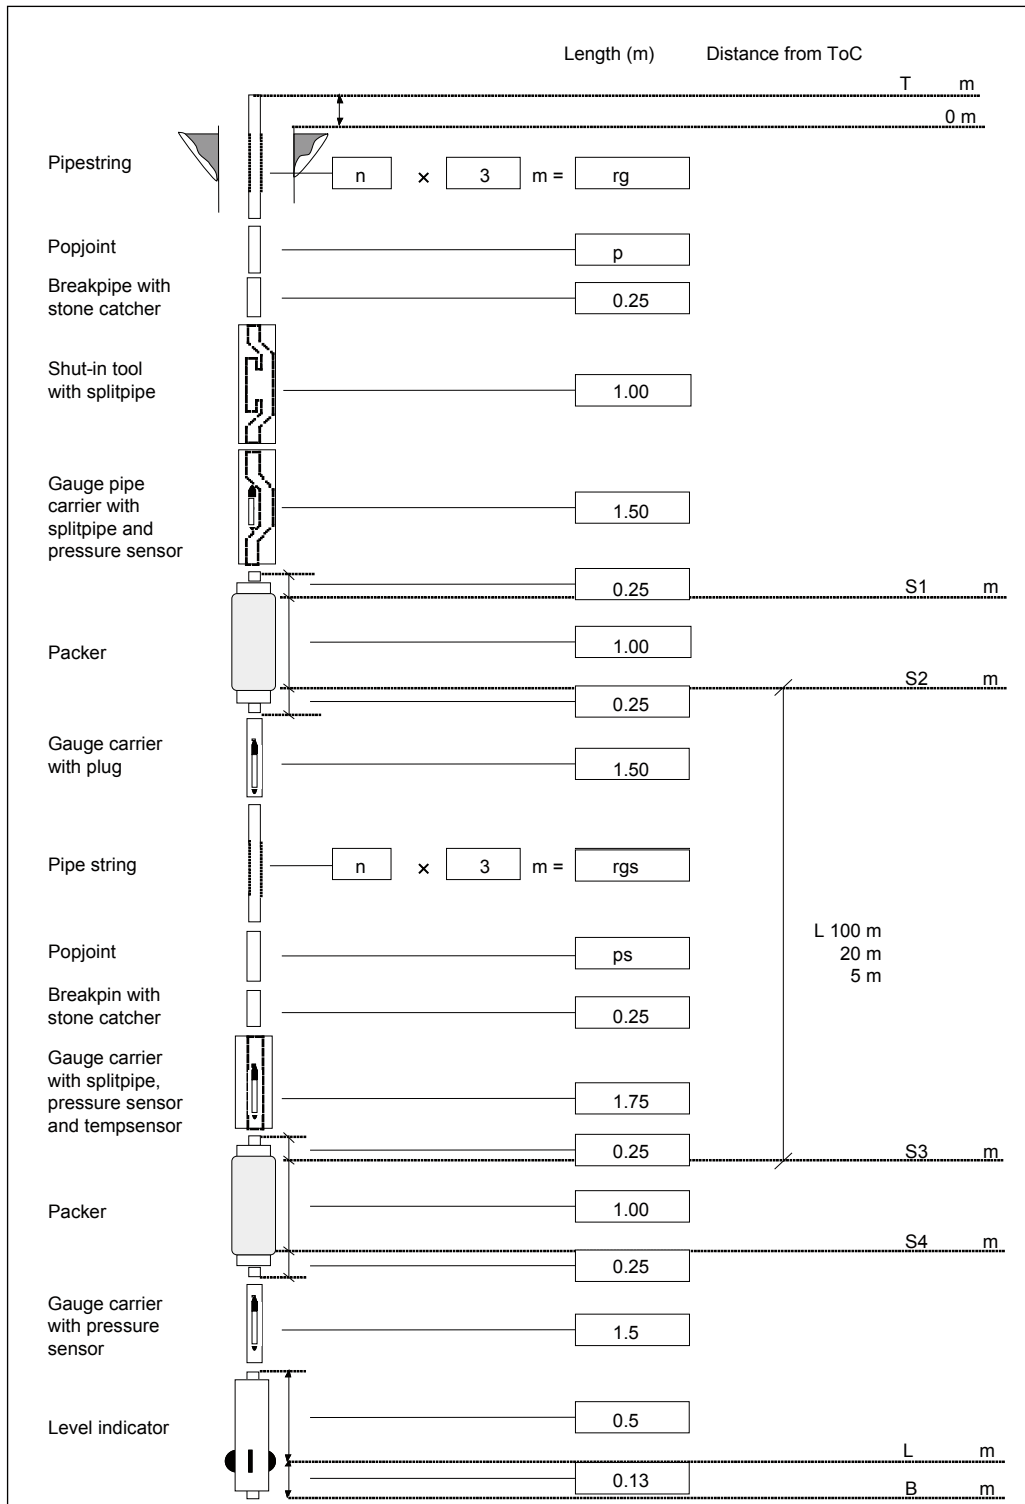 Length (m) Distance from ToC
T m
0 m
Pipestring n × 3 m = rg
Popjoint p
Breakpipe with
stone catcher 0.25
Shut-in tool
with splitpipe 1.00
Gauge pipe
carrier with
splitpipe and
pressure sensor 1.50
0.25 S1 m
Packer 1.00
S2 m
0.25
Gauge carrier
with plug 1.50
Pipe string n × 3 m = rgs
L 100 m
20 m
5 m
Popjoint ps
Breakpin with
stone catcher 0.25
Gauge carrier
with splitpipe,
pressure sensor
and tempsensor 1.75
0.25 S3 m
Packer 1.00
S4 m
0.25
Gauge carrier
with pressure
sensor 1.5
Level indicator 0.5
L m
0.13
B m